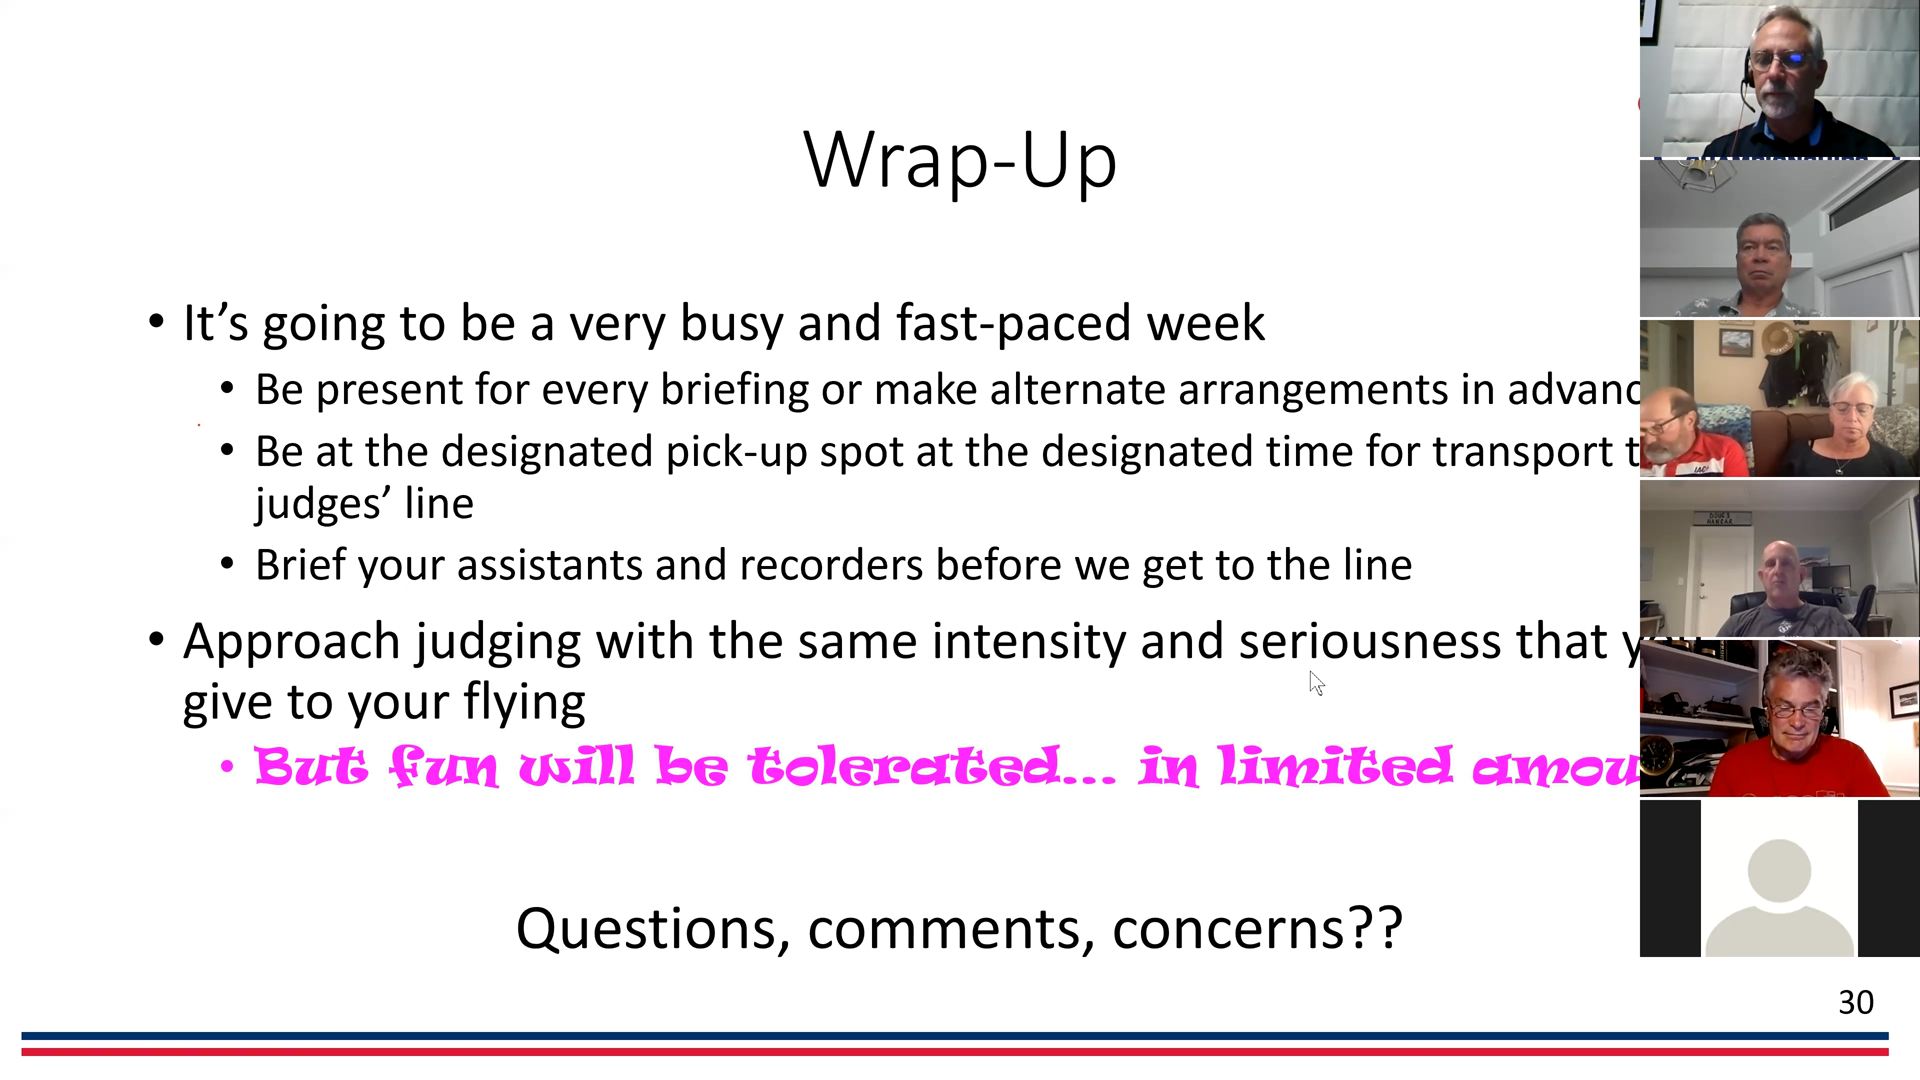 Wrap-Up
• It’s going to be a very busy and fast-paced week
• Be present for every briefing or make alternate arrangements in
• Be at the designated pick-up spot at the designated time for transport
judges’ line
• Brief your assistants and recorders before we get to the line
• Approach judging with the same intensity and seriousness that you
give to your flying
• But fun will be tolerated... in limited
Questions, comments, concerns??
30
IAC
DOUG'S
HANGAR